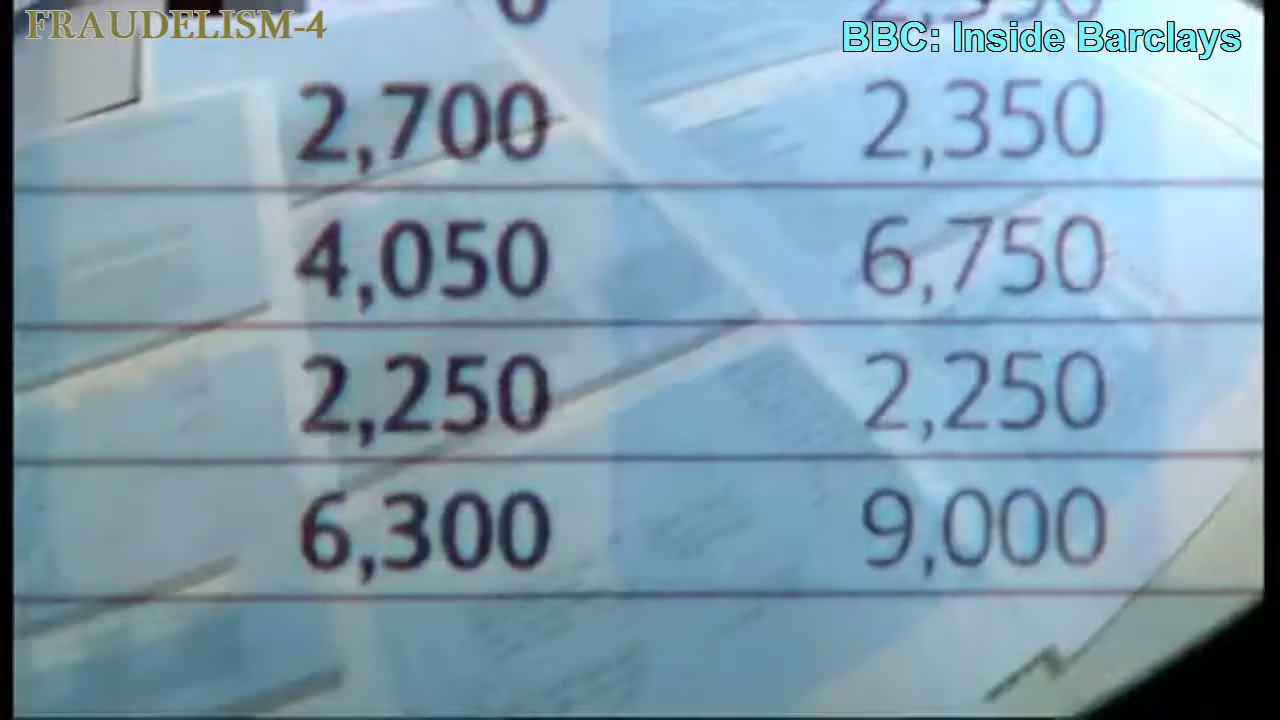 FRAUDELISM-4
BBC: Inside Barclays
2,700 2,350
4,050 6,750
2,250 2,250
6,300 9,000